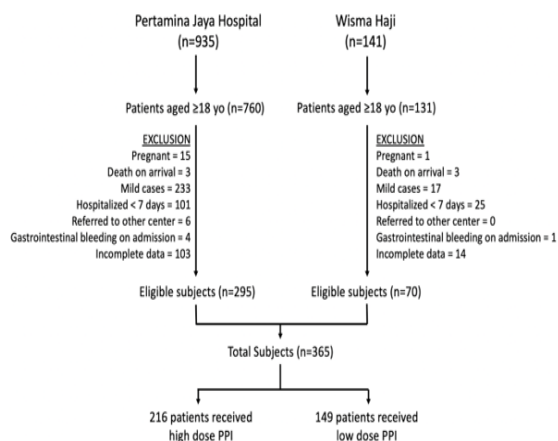 Pertamina Jaya Hospital
(n=935)
Wisma Haji
(n=141)
Patients aged ≥18 yo (n=760)
Patients aged ≥18 yo (n=131)
EXCLUSION
Pregnant = 15
Death on arrival = 3
Mild cases = 233
Hospitalized < 7 days = 101
Referred to other center = 6
Gastrointestinal bleeding on admission = 4
Incomplete data = 103
EXCLUSION
Pregnant = 1
Death on arrival = 3
Mild cases = 17
Hospitalized < 7 days = 25
Referred to other center = 0
Gastrointestinal bleeding on admission = 1
Incomplete data = 14
Eligible subjects (n=295)
Eligible subjects (n=70)
Total Subjects (n=365)
216 patients received
high dose PPI
149 patients received
low dose PPI